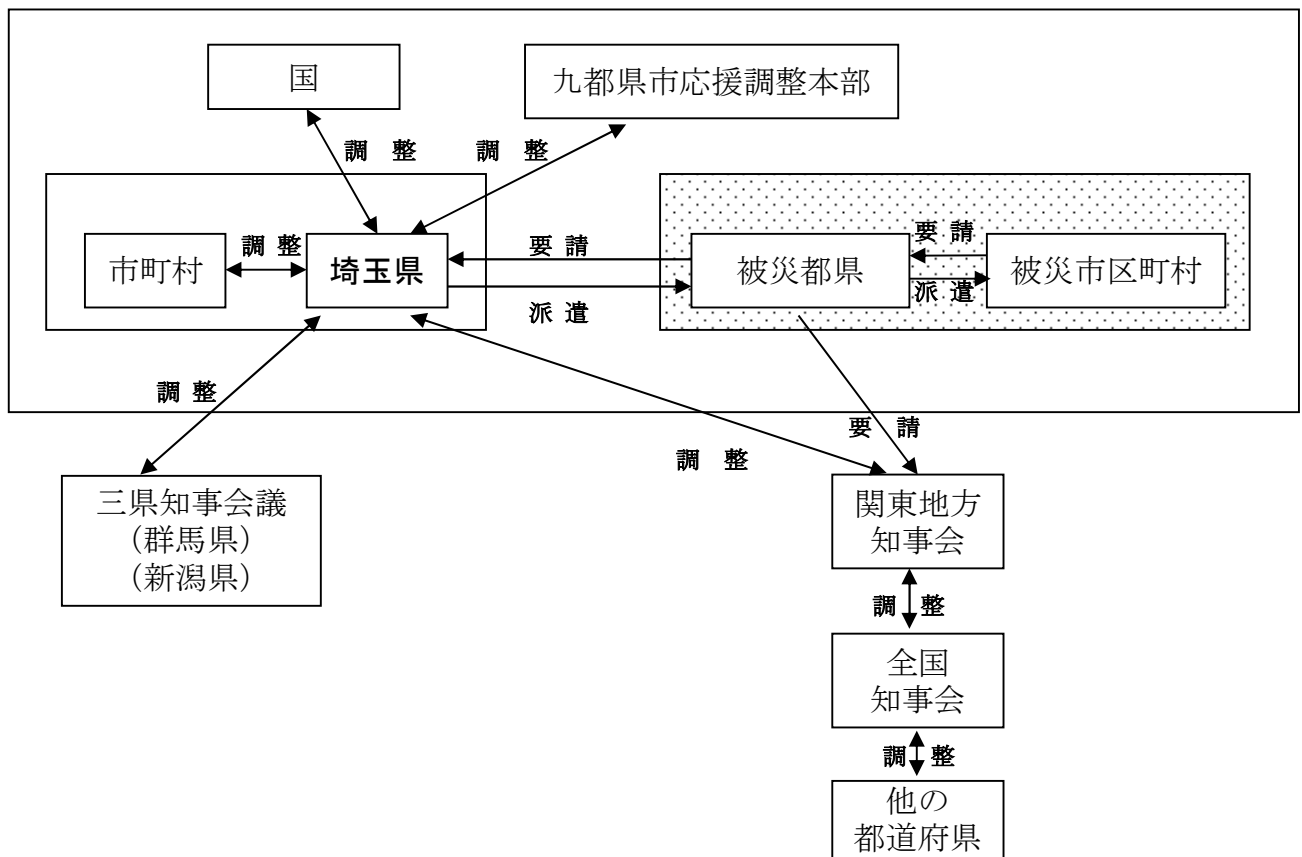 国
九都県市応援調整本部
調 整
調 整
市町村
調 整
埼玉県
要 請
派 遣
被災都県
要 請
派 遣
被災市区町村
調 整
要 請
調 整
三県知事会議
（群馬県）
（新潟県）
関東地方
知事会
調 整
全国
知事会
調 整
他の
都道府県